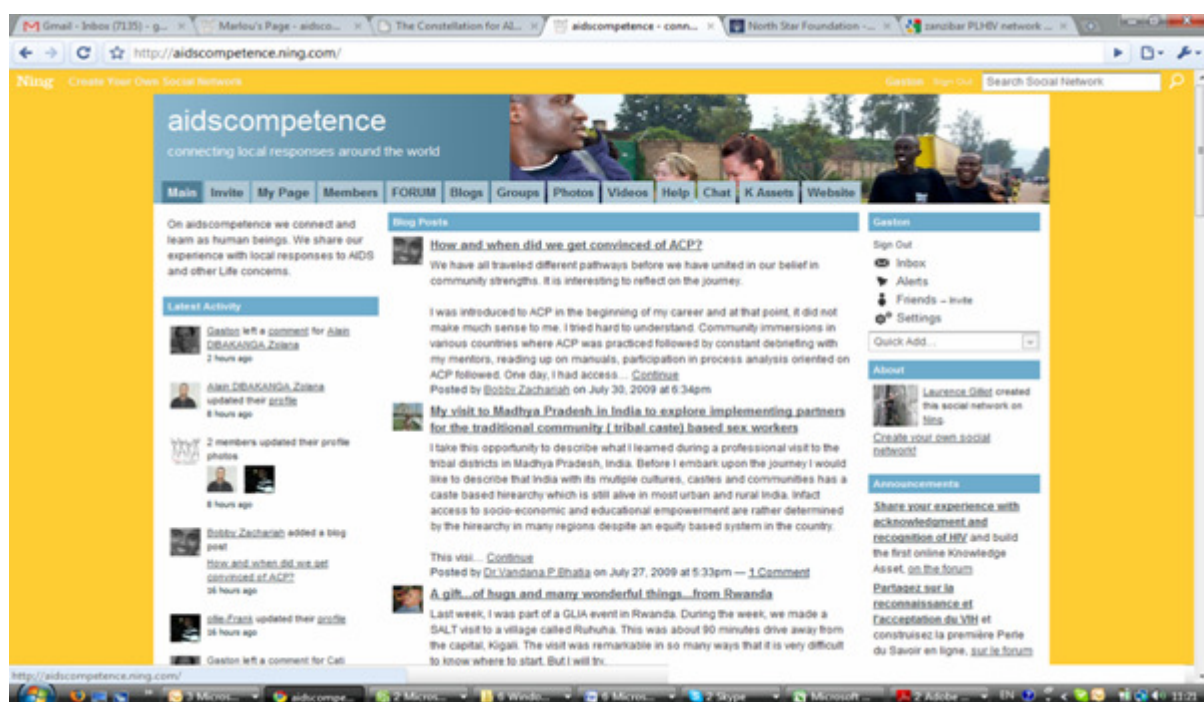 Gmail - Inbox (7135) - g...
Marlou's Page - aidsco...
The Constellation for AI...
aidscompetence - conn...
North Star Foundation -...
zanzibar PLHIV network ...
http://aidscompetence.ning.com/
Ning Create Your Own Social Network
Gaston Sign Out Search Social Network
aidscompetence
connecting local responses around the world
Main Invite My Page Members FORUM Blogs Groups Photos Videos Help Chat K Assets Website
On aidscompetence we connect and
learn as human beings. We share our
experience with local responses to AIDS
and other Life concerns.
Latest Activity
Gaston left a comment for Alain
DBAKANGA Zolana
2 hours ago
Alain DBAKANGA Zolana
updated their profile
8 hours ago
2 members updated their profile
photos
8 hours ago
Bobby Zachariah added a blog
post
How and when did we get
convinced of ACP?
16 hours ago
updated their profile
16 hours ago
Gaston left a comment for Cati
Blog Posts
How and when did we get convinced of ACP?
We have all traveled different pathways before we have united in our belief in
community strengths. It is interesting to reflect on the journey.
I was introduced to ACP in the beginning of my career and at that point, it did not
make much sense to me. I tried hard to understand. Community immersions in
various countries where ACP was practiced followed by constant debriefing with
my mentors, reading up on manuals, participation in process analysis oriented on
ACP followed. One day, I had access... Continue
Posted by Bobby Zachariah on July 30, 2009 at 6:34pm
My visit to Madhya Pradesh in India to explore implementing partners
for the traditional community ( tribal caste) based sex workers
I take this opportunity to describe what I learned during a professional visit to the
tribal districts in Madhya Pradesh, India. Before I embark upon the journey I would
like to describe that India with its mutiple cultures, castes and communities has a
caste based hirearchy which is still alive in most urban and rural India. Infact
access to socio-economic and educational empowerment are rather determined
by the hirearchy in many regions despite an equity based system in the country.
This visi... Continue
Posted by Dr.Vandana P.Bhatia on July 27, 2009 at 5:33pm — 1 Comment
A gift...of hugs and many wonderful things...from Rwanda
Last week, I was part of a GLIA event in Rwanda. During the week, we made a
SALT visit to a village called Ruhuha. This was about 90 minutes drive away from
the capital, Kigali. The visit was remarkable in so many ways that it is very difficult
to know where to start. But I will try.
Gaston
Sign Out
Inbox
Alerts
Friends – Invite
Settings
Quick Add...
About
Laurence Gillot created
this social network on
Ning.
Create your own social
network!
Announcements
Share your experience with
acknowledgment and
recognition of HIV and build
the first online Knowledge
Asset, on the forum
Partagez sur la
reconnaissance et
l'acceptation du VIH et
construisez la première Perle
du Savoir en ligne, sur le forum
http://aidscompetence.ning.com/
3 Micros... aidscompe... 2 Micros... 6 Windo... 6 Micros... 2 Skype Microsoft ... 2 Adobe ... EN 11:21